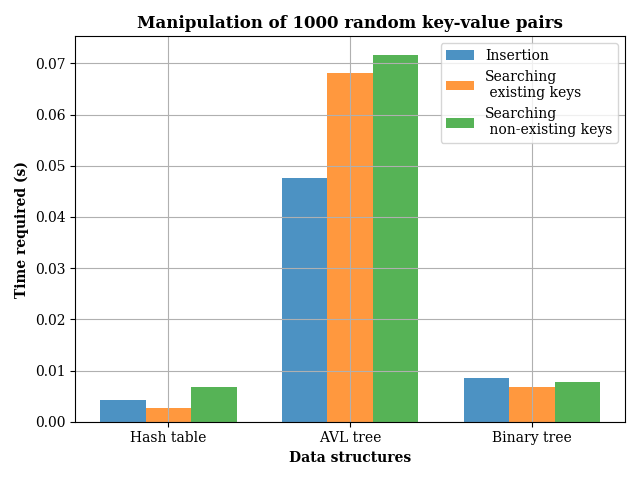 Manipulation of 1000 random key-value pairs
Insertion
Searching
existing keys
Searching
non-existing keys
Time required (s)
0.07
0.06
0.05
0.04
0.03
0.02
0.01
0.00
Hash table
AVL tree
Binary tree
Data structures